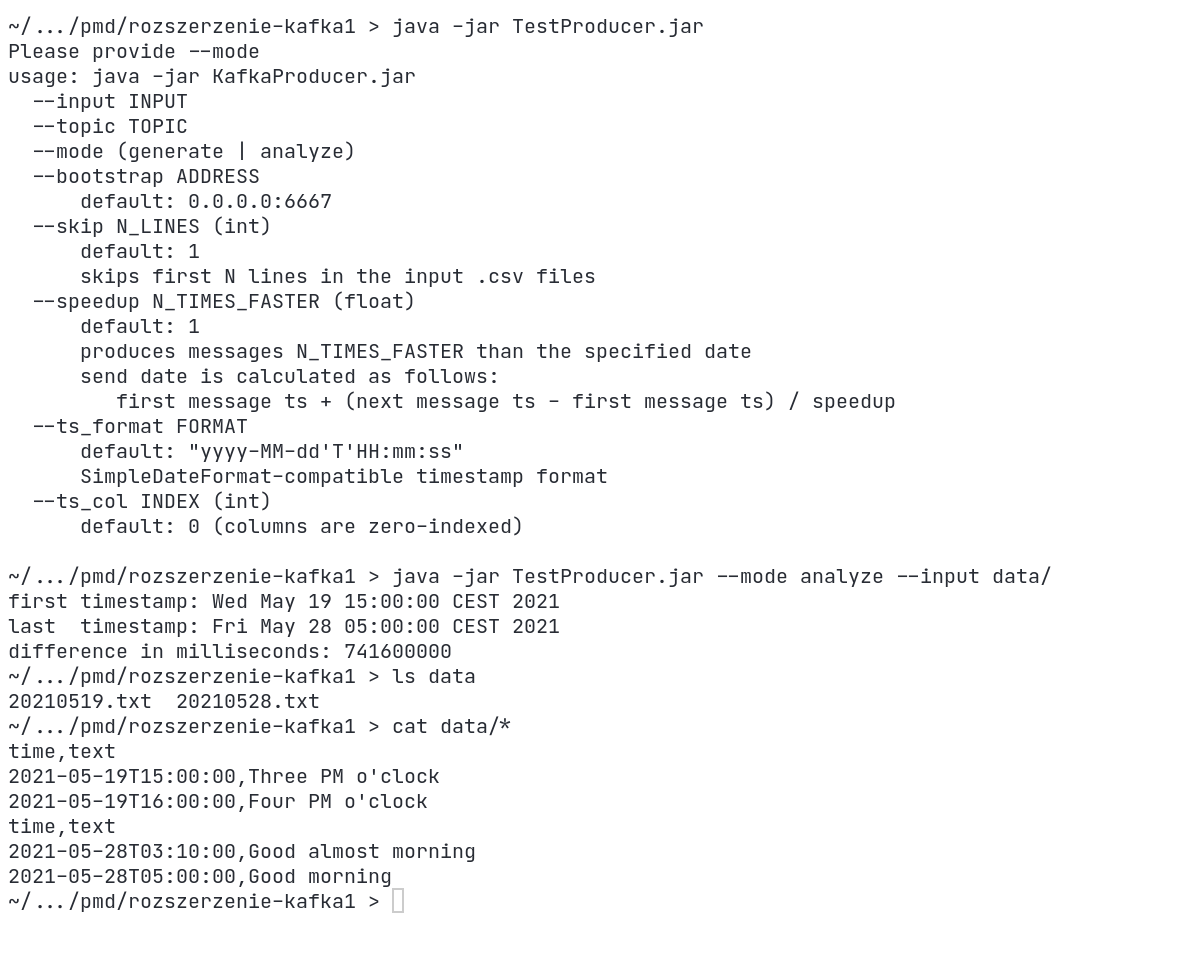 ~/.../pmd/rozszerzenie-kafka1 > java -jar TestProducer.jar
Please provide --mode
usage: java -jar KafkaProducer.jar
  --input INPUT
  --topic TOPIC
  --mode (generate | analyze)
  --bootstrap ADDRESS
      default: 0.0.0.0:6667
  --skip N_LINES (int)
      default: 1
      skips first N lines in the input .csv files
  --speedup N_TIMES_FASTER (float)
      default: 1
      produces messages N_TIMES_FASTER than the specified date
      send date is calculated as follows:
         first message ts + (next message ts - first message ts) / speedup
  --ts_format FORMAT
      default: "yyyy-MM-dd'T'HH:mm:ss"
      SimpleDateFormat-compatible timestamp format
  --ts_col INDEX (int)
      default: 0 (columns are zero-indexed)

~/.../pmd/rozszerzenie-kafka1 > java -jar TestProducer.jar --mode analyze --input data/
first timestamp: Wed May 19 15:00:00 CEST 2021
last  timestamp: Fri May 28 05:00:00 CEST 2021
difference in milliseconds: 741600000
~/.../pmd/rozszerzenie-kafka1 > ls data
20210519.txt  20210528.txt
~/.../pmd/rozszerzenie-kafka1 > cat data/*
time,text
2021-05-19T15:00:00,Three PM o'clock
2021-05-19T16:00:00,Four PM o'clock
time,text
2021-05-28T03:10:00,Good almost morning
2021-05-28T05:00:00,Good morning
~/.../pmd/rozszerzenie-kafka1 >